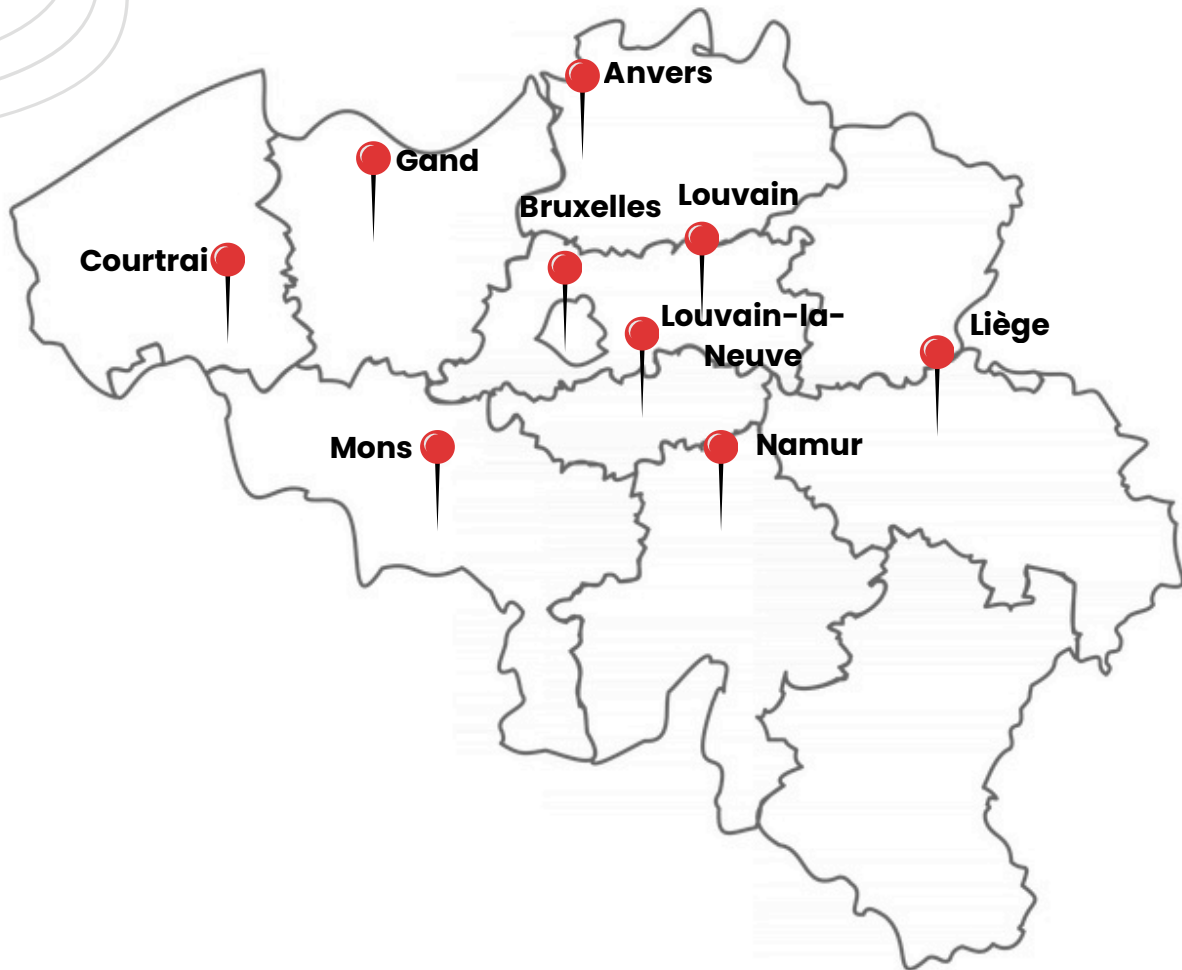 Anvers
Gand
Louvain
Bruxelles
Courtrai
Louvain-la-
Neuve
Liège
Mons
Namur